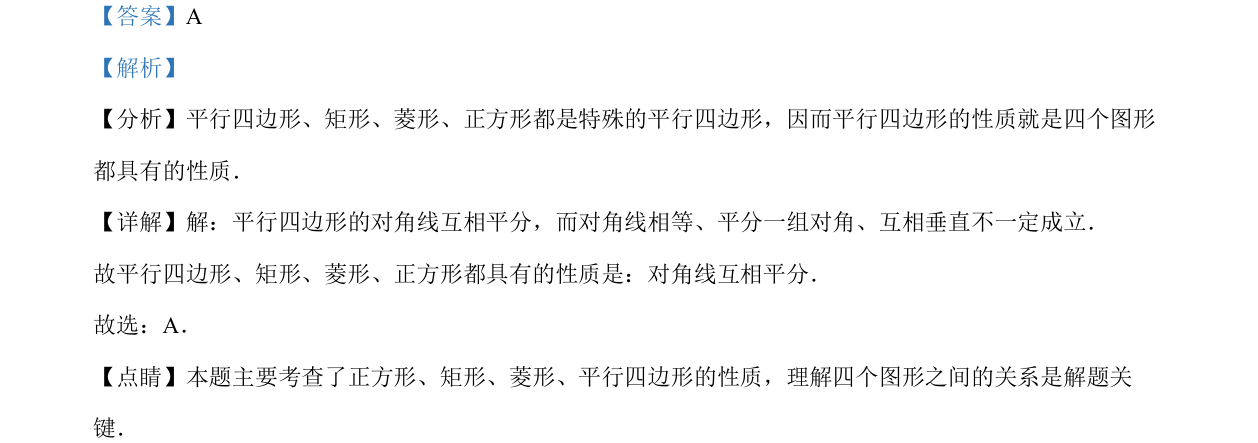 【答案】A
【解析】
【分析】平行四边形、矩形、菱形、正方形都是特殊的平行四边形，因而平行四边形的性质就是四个图形
都具有的性质．
【详解】解：平行四边形的对角线互相平分，而对角线相等、平分一组对角、互相垂直不一定成立．
故平行四边形、矩形、菱形、正方形都具有的性质是：对角线互相平分．
故选：A．
【点睛】本题主要考查了正方形、矩形、菱形、平行四边形的性质，理解四个图形之间的关系是解题关
键．